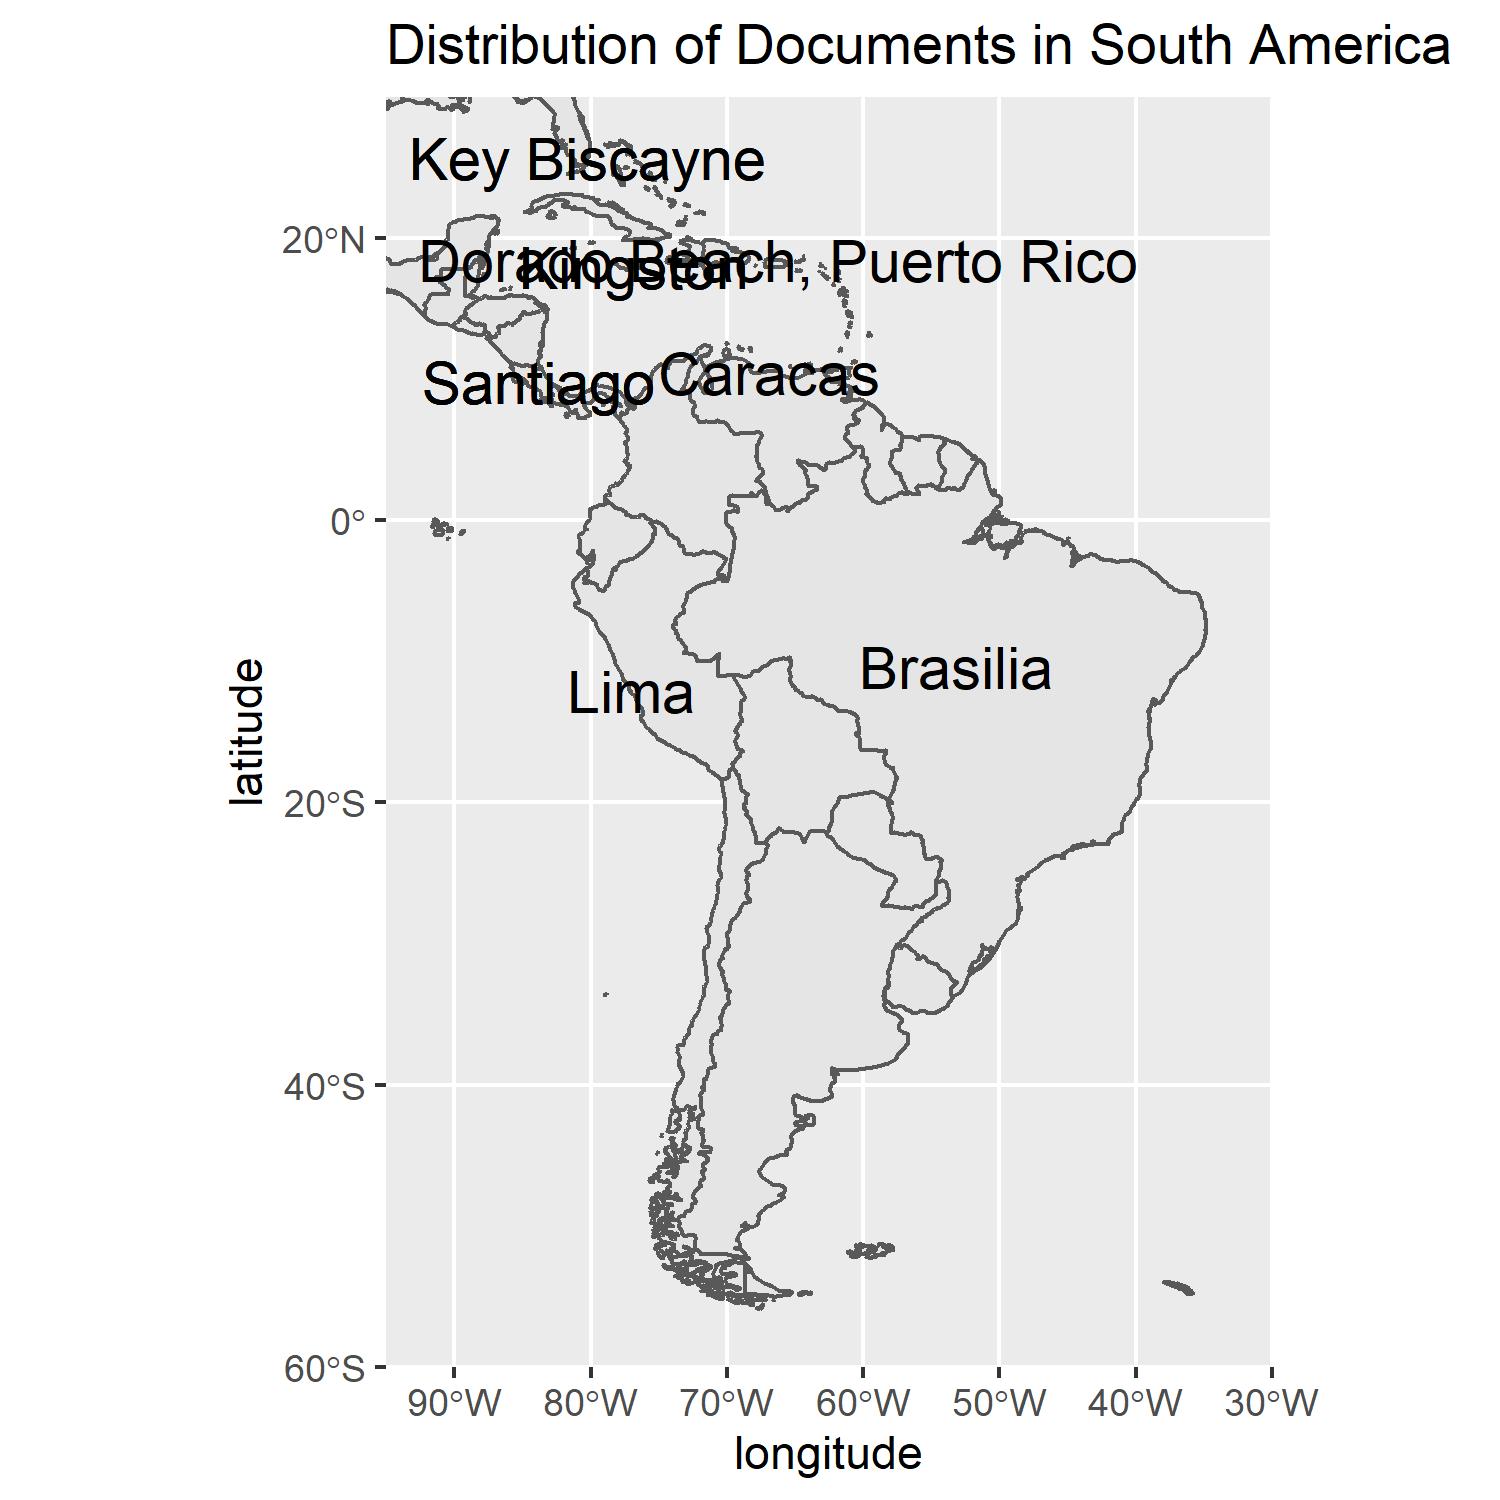 Distribution of Documents in South America
Key Biscayne
20°N
Dorado Beach, Puerto Rico
Kingston
Santiago
Caracas
0°
Brasilia
Lima
latitude
20°S
40°S
60°S
90°W 80°W 70°W 60°W 50°W 40°W 30°W
longitude